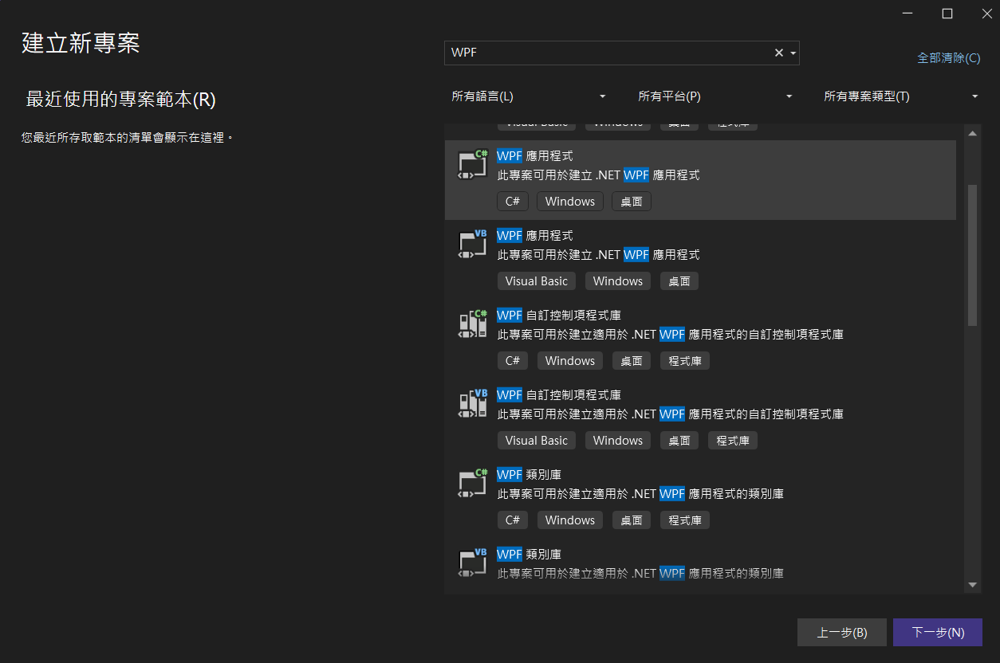 建立新專案
WPF
全部清除(C)
最近使用的專案範本(R)
您最近所存取範本的清單會顯示在這裡。
所有語言(L) 所有平台(P) 所有專案類型(T)
Visual Basic Windows 桌面 程式庫
C#
WPF 應用程式
此專案可用於建立 .NET WPF 應用程式
C# Windows 桌面
VB
WPF 應用程式
此專案可用於建立 .NET WPF 應用程式
Visual Basic Windows 桌面
C#
WPF 自訂控制項程式庫
此專案可用於建立適用於 .NET WPF 應用程式的自訂控制項程式庫
C# Windows 桌面 程式庫
VB
WPF 自訂控制項程式庫
此專案可用於建立適用於 .NET WPF 應用程式的自訂控制項程式庫
Visual Basic Windows 桌面 程式庫
C#
WPF 類別庫
此專案可用於建立適用於 .NET WPF 應用程式的類別庫
C# Windows 桌面 程式庫
VB
WPF 類別庫
此專案可用於建立適用於 .NET WPF 應用程式的類別庫
上一步(B) 下一步(N)